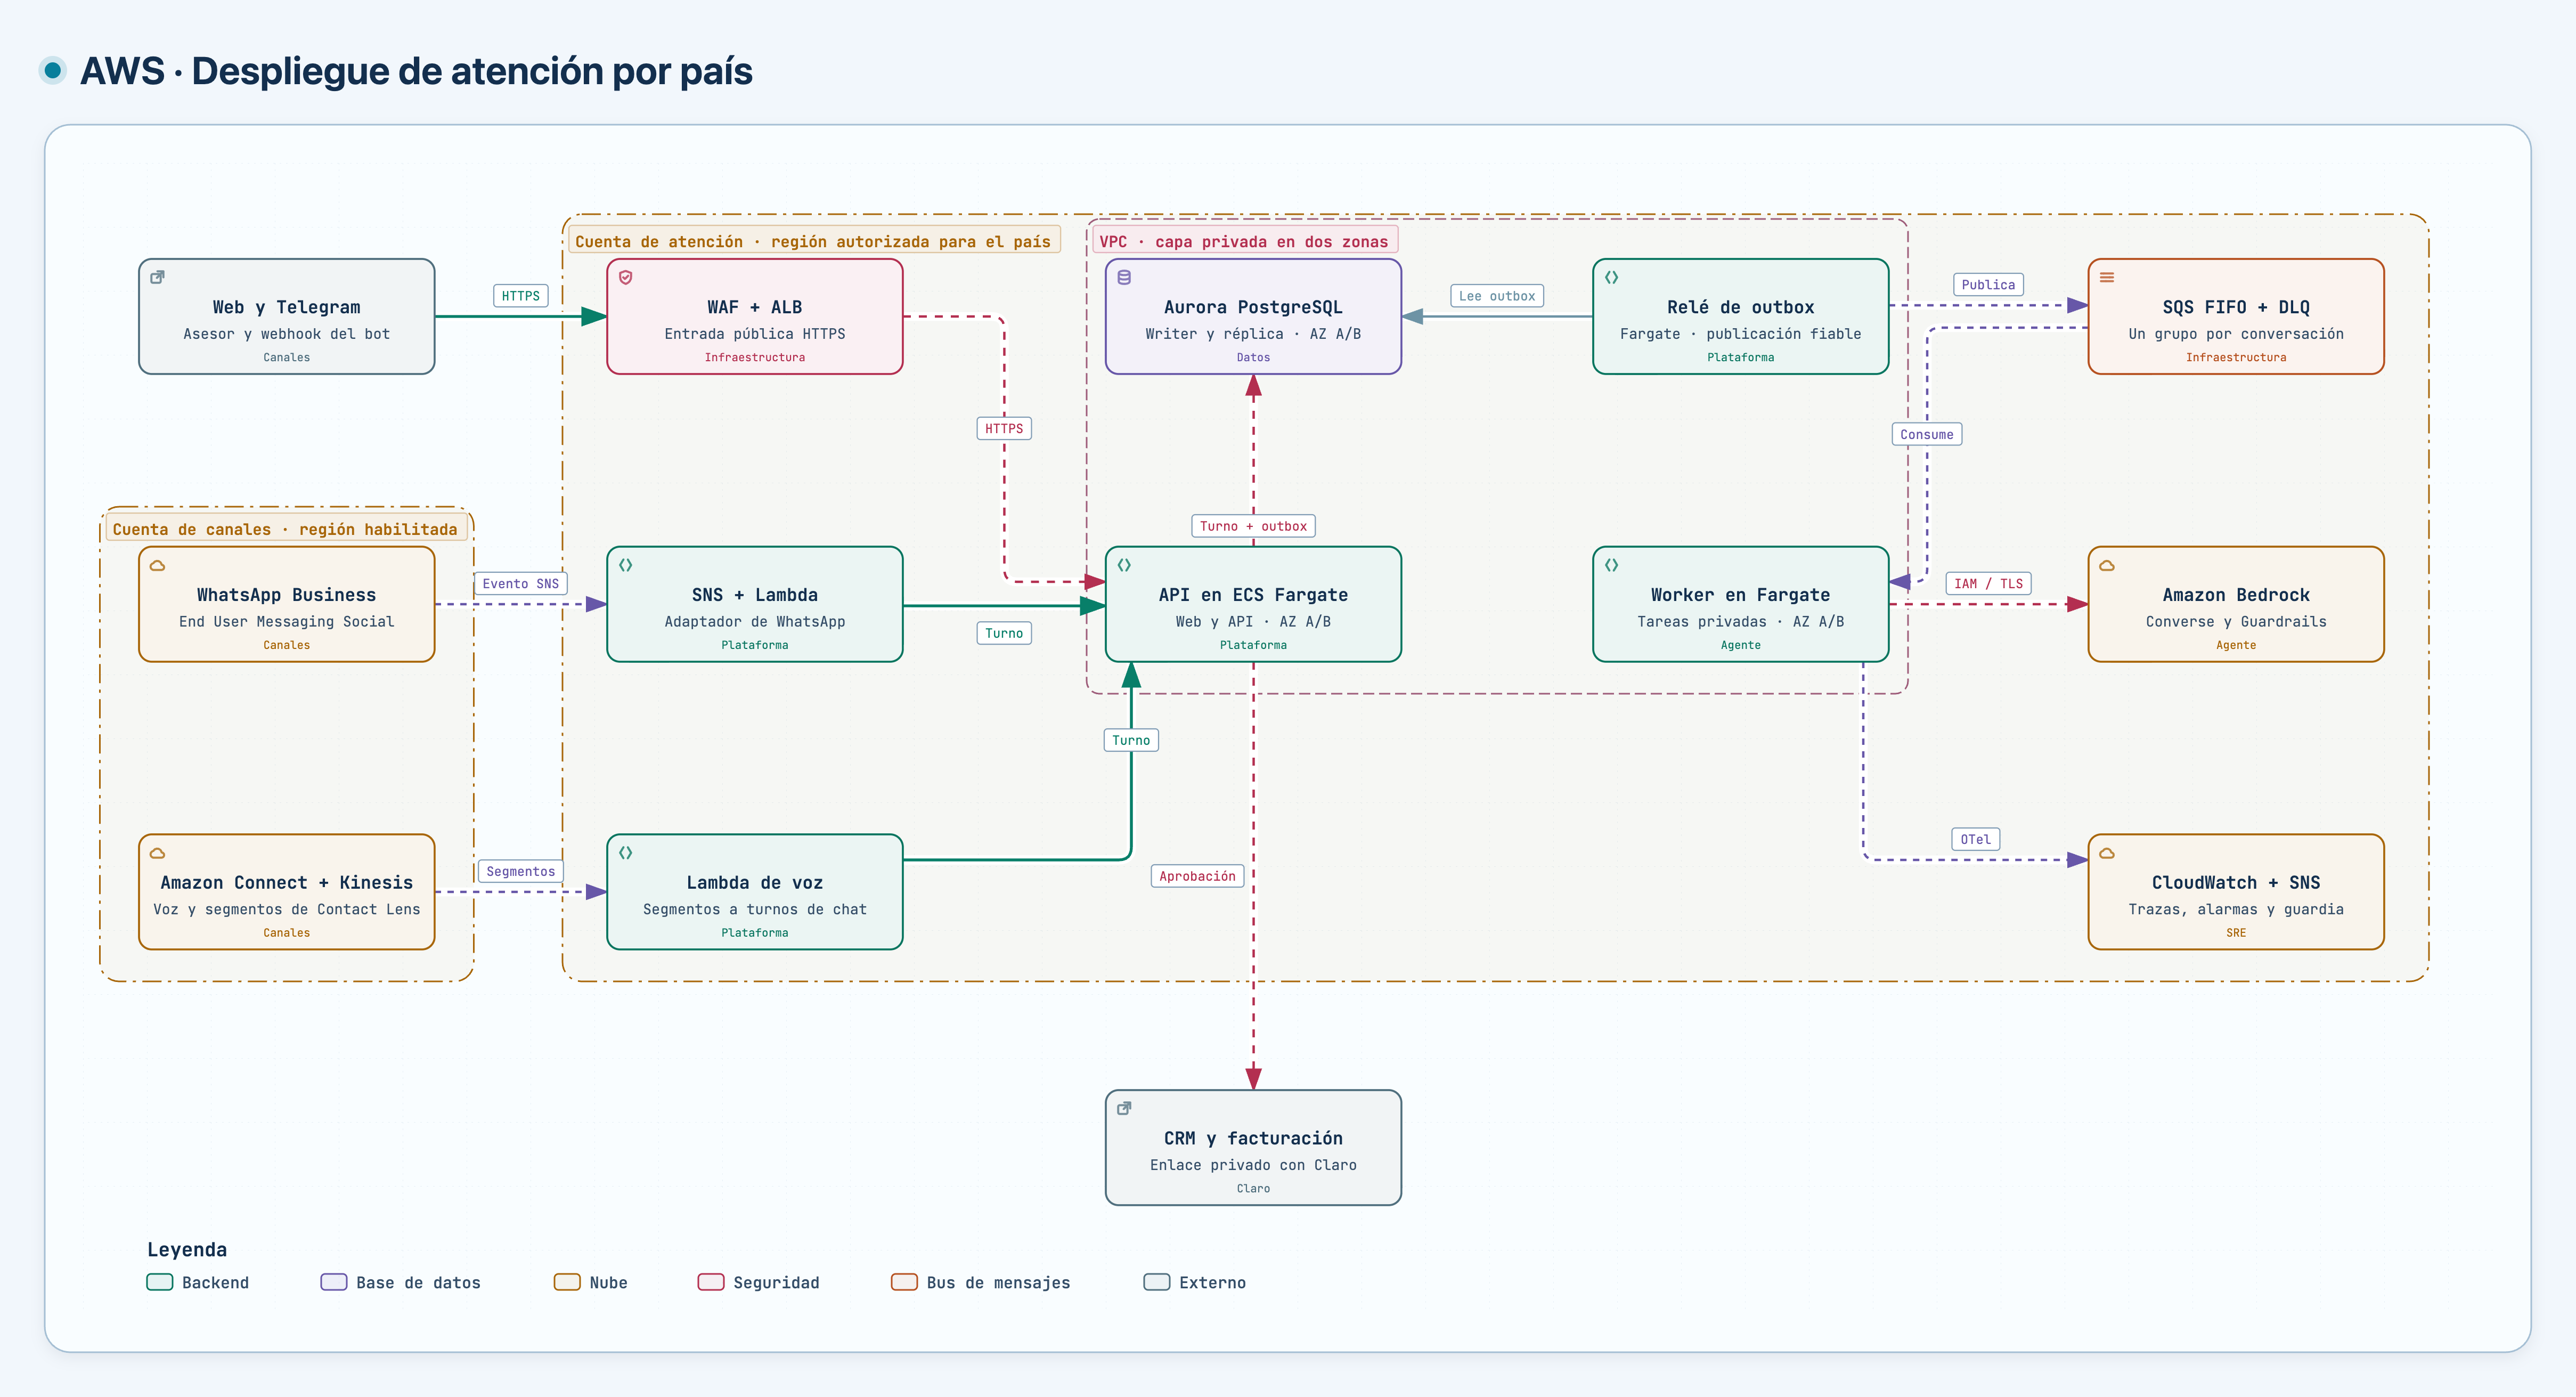 AWS · Despliegue de atención por país
Cuenta de atención · región autorizada para el país
VPC · capa privada en dos zonas
Web y Telegram
Asesor y webhook del bot
Canales
HTTPS
WAF + ALB
Entrada pública HTTPS
Infraestructura
Aurora PostgreSQL
Writer y réplica · AZ A/B
Datos
Lee outbox
Relé de outbox
Fargate · publicación fiable
Plataforma
Publica
SQS FIFO + DLQ
Un grupo por conversación
Infraestructura
HTTPS
Consume
Turno + outbox
Cuenta de canales · región habilitada
WhatsApp Business
End User Messaging Social
Canales
Evento SNS
SNS + Lambda
Adaptador de WhatsApp
Plataforma
Turno
API en ECS Fargate
Web y API · AZ A/B
Plataforma
Worker en Fargate
Tareas privadas · AZ A/B
Agente
IAM / TLS
Amazon Bedrock
Converse y Guardrails
Agente
Turno
Amazon Connect + Kinesis
Voz y segmentos de Contact Lens
Canales
Segmentos
Lambda de voz
Segmentos a turnos de chat
Plataforma
Aprobación
OTel
CloudWatch + SNS
Trazas, alarmas y guardia
SRE
CRM y facturación
Enlace privado con Claro
Claro
Leyenda
Backend
Base de datos
Nube
Seguridad
Bus de mensajes
Externo